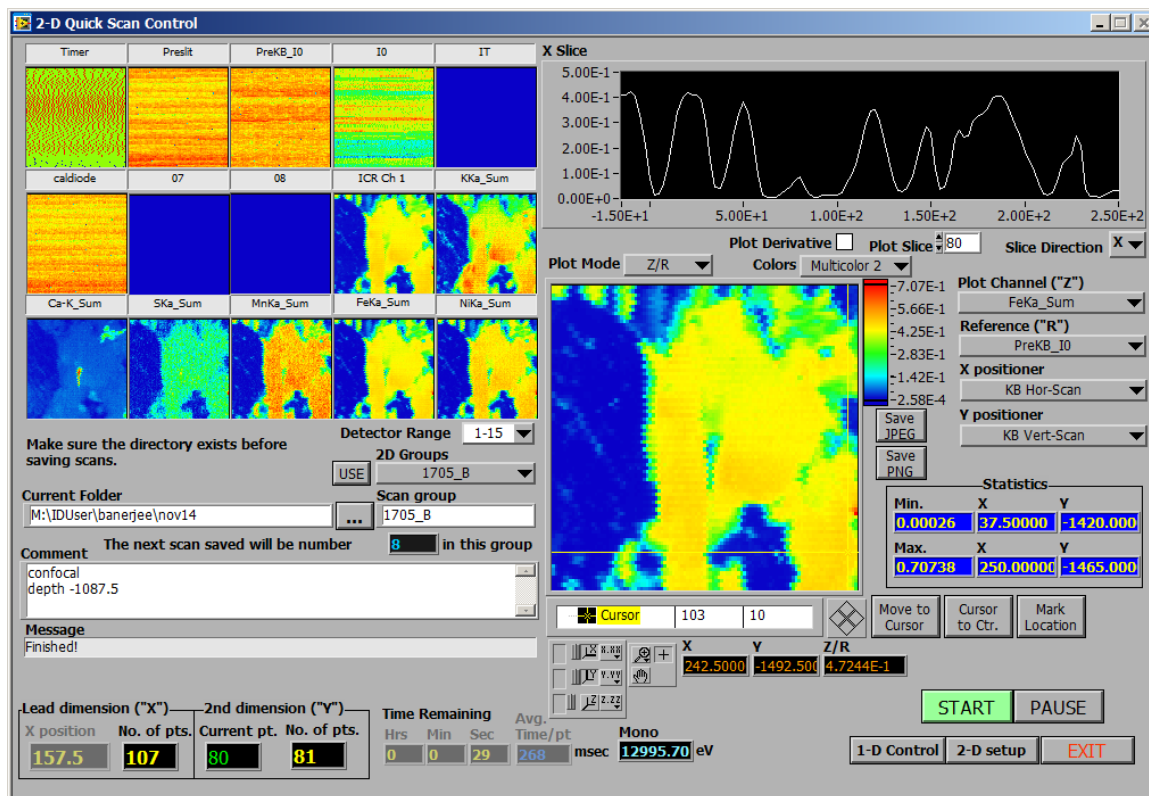 2-D Quick Scan Control
Timer Preslit PreKB_I0 I0 IT
caldiode 07 08 ICR Ch 1 KKa_Sum
Ca-K_Sum SKa_Sum MnKa_Sum FeKa_Sum NiKa_Sum
X Slice
5.00E-1
4.00E-1
3.00E-1
2.00E-1
1.00E-1
0.00E+0
-1.50E+1 5.00E+1 1.00E+2 1.50E+2 2.00E+2 2.50E+2
Plot Derivative Plot Slice 80 Slice Direction X
Plot Mode Z/R Colors Multicolor 2
-7.07E-1
-5.66E-1
-4.25E-1
-2.83E-1
-1.42E-1
-2.58E-4
Plot Channel ("Z")
FeKa_Sum
Reference ("R")
PreKB_I0
X positioner
KB Hor-Scan
Y positioner
KB Vert-Scan
Save
JPEG
Save
PNG
Statistics
Min. X Y
0.00026 37.50000 -1420.000
Max. X Y
0.70738 250.00000 -1465.000
Make sure the directory exists before
saving scans.
Detector Range 1-15
2D Groups
USE 1705_B
Current Folder Scan group
M:\IDUser\banerjee\nov14 ... 1705_B
The next scan saved will be number 8 in this group
Comment
confocal
depth -1087.5
Message
Finished!
Cursor 103 10
Move to
Cursor
Cursor
to Ctr.
Mark
Location
X Y Z/R
242.5000 -1492.500 4.7244E-1
X X.XX
Y Y.YY
Z Z.ZZ
START PAUSE
Lead dimension ("X") 2nd dimension ("Y")
X position No. of pts. Current pt. No. of pts.
157.5 107 80 81
Time Remaining
Hrs Min Sec
0 0 29
Avg.
Time/pt
268 msec
Mono
12995.70 eV
1-D Control 2-D setup EXIT